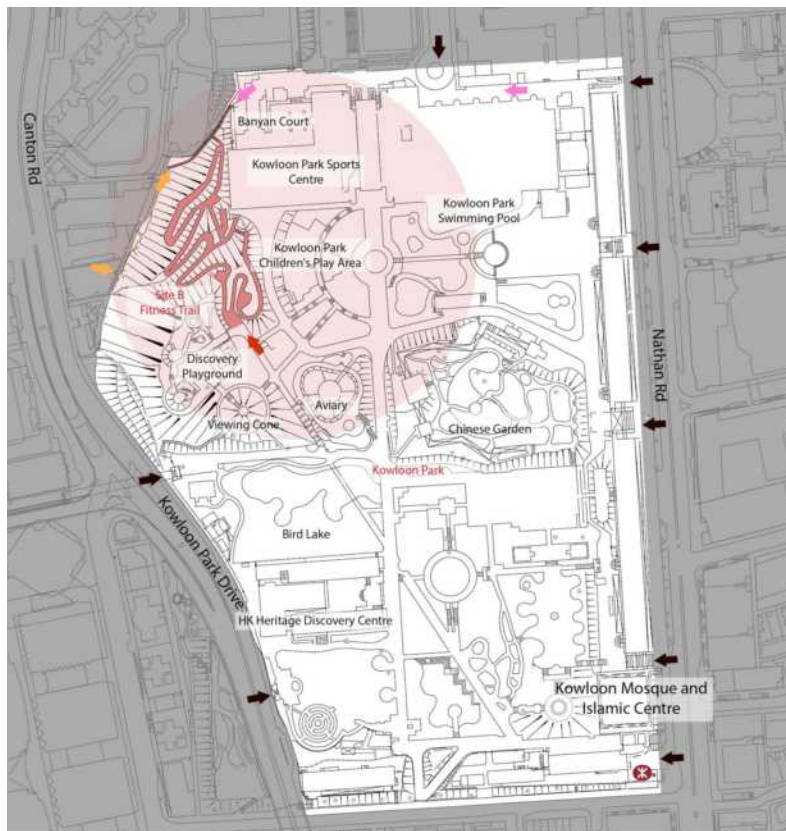 Canton Rd
Banyan Court
Kowloon Park Sports
Centre
Kowloon Park
Swimming Pool
Kowloon Park
Children's Play Area
Site B
Fitness Trail
Nathan Rd
Discovery
Playground
Aviary
Viewing Cone
Chinese Garden
Kowloon Park
Kowloon Park Drive
Bird Lake
HK Heritage Discovery Centre
Kowloon Mosque and
Islamic Centre